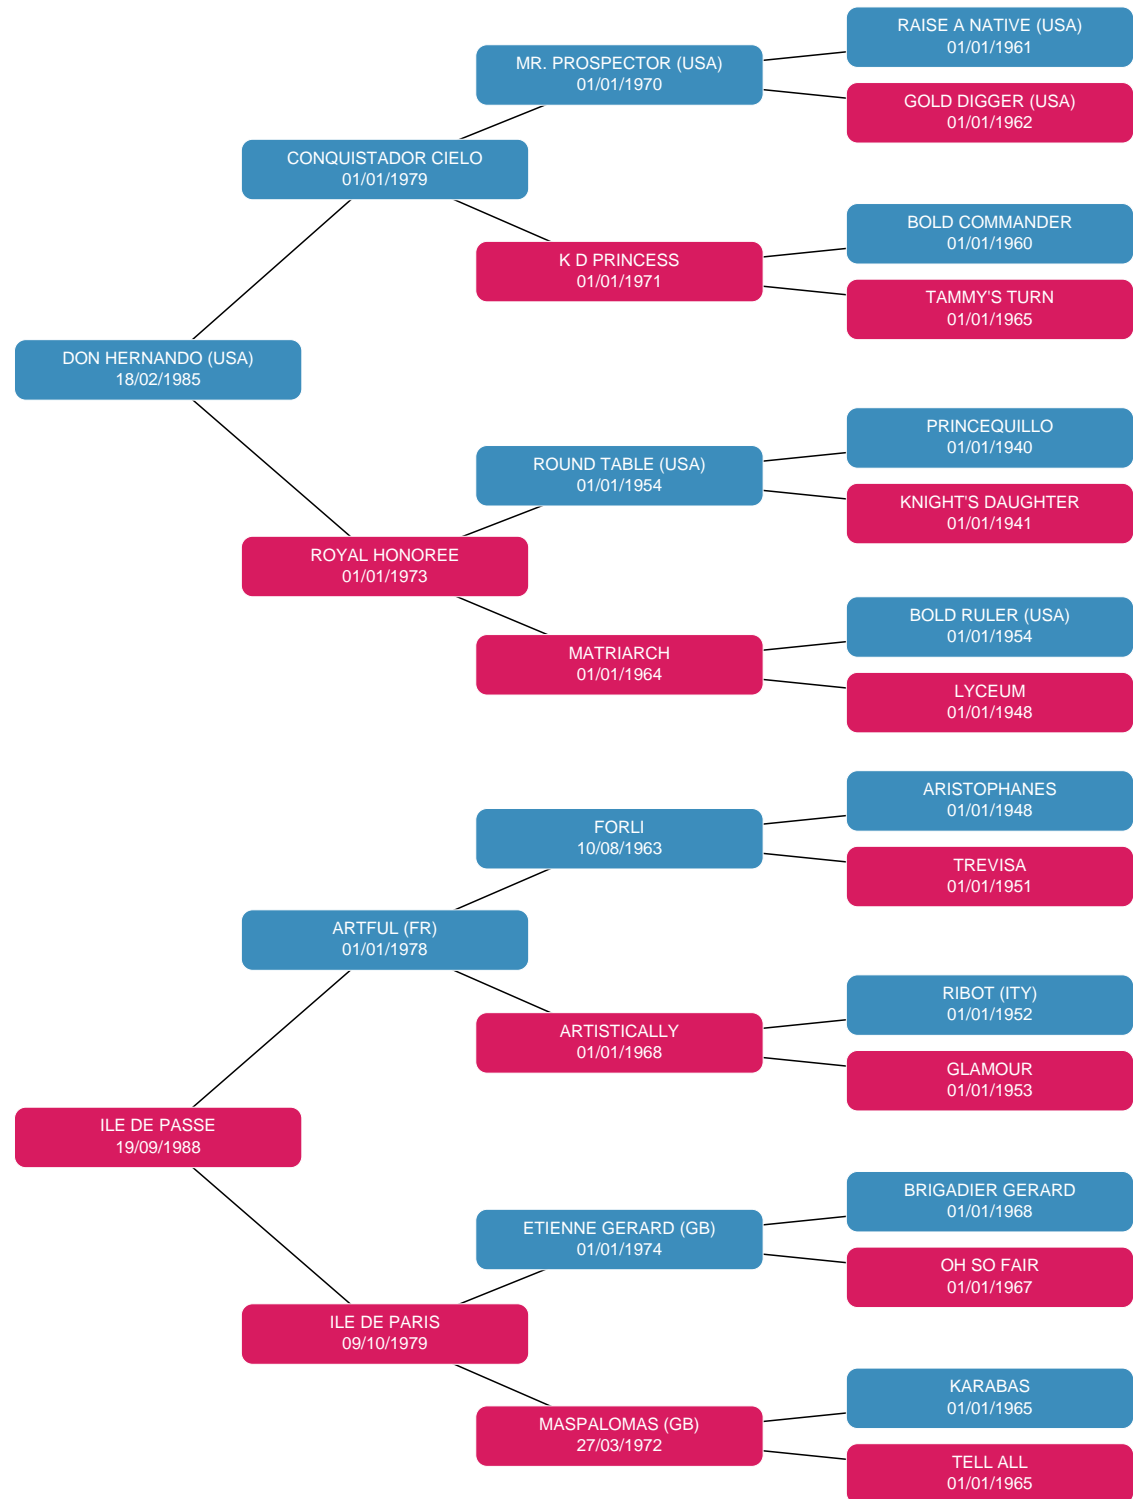 RAISE A NATIVE (USA)
01/01/1961
MR. PROSPECTOR (USA)
01/01/1970
GOLD DIGGER (USA)
01/01/1962
CONQUISTADOR CIELO
01/01/1979
BOLD COMMANDER
01/01/1960
K D PRINCESS
01/01/1971
TAMMY'S TURN
01/01/1965
DON HERNANDO (USA)
18/02/1985
PRINCEQUILLO
01/01/1940
ROUND TABLE (USA)
01/01/1954
KNIGHT'S DAUGHTER
01/01/1941
ROYAL HONOREE
01/01/1973
BOLD RULER (USA)
01/01/1954
MATRIARCH
01/01/1964
LYCEUM
01/01/1948
ARISTOPHANES
01/01/1948
FORLI
10/08/1963
TREVISA
01/01/1951
ARTFUL (FR)
01/01/1978
RIBOT (ITY)
01/01/1952
ARTISTICALLY
01/01/1968
GLAMOUR
01/01/1953
ILE DE PASSE
19/09/1988
BRIGADIER GERARD
01/01/1968
ETIENNE GERARD (GB)
01/01/1974
OH SO FAIR
01/01/1967
ILE DE PARIS
09/10/1979
KARABAS
01/01/1965
MASPALOMAS (GB)
27/03/1972
TELL ALL
01/01/1965